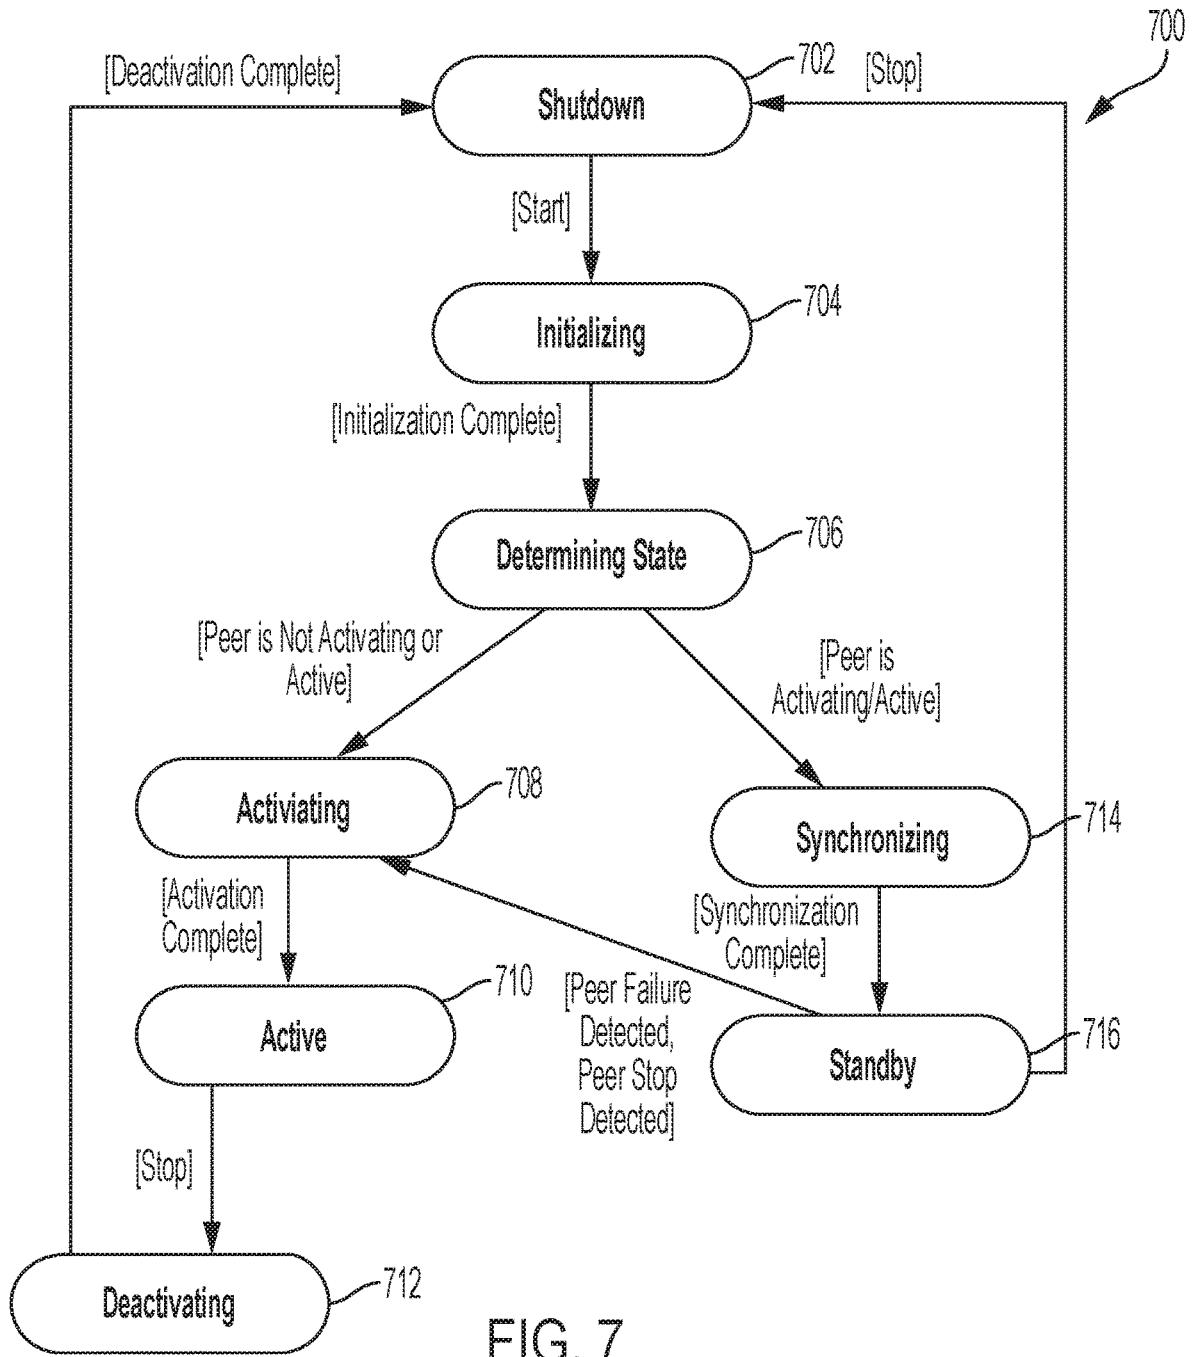 700
[Deactivation Complete]
702
[Stop]
Shutdown
[Start]
704
Initializing
[Initialization Complete]
706
Determining State
[Peer is Not Activating or
Active]
[Peer is
Activating/Active]
708
Activiating
714
Synchronizing
[Activation
Complete]
[Synchronization
Complete]
710
Active
[Peer Failure
Detected,
Peer Stop
Detected]
716
Standby
[Stop]
712
Deactivating
FIG. 7